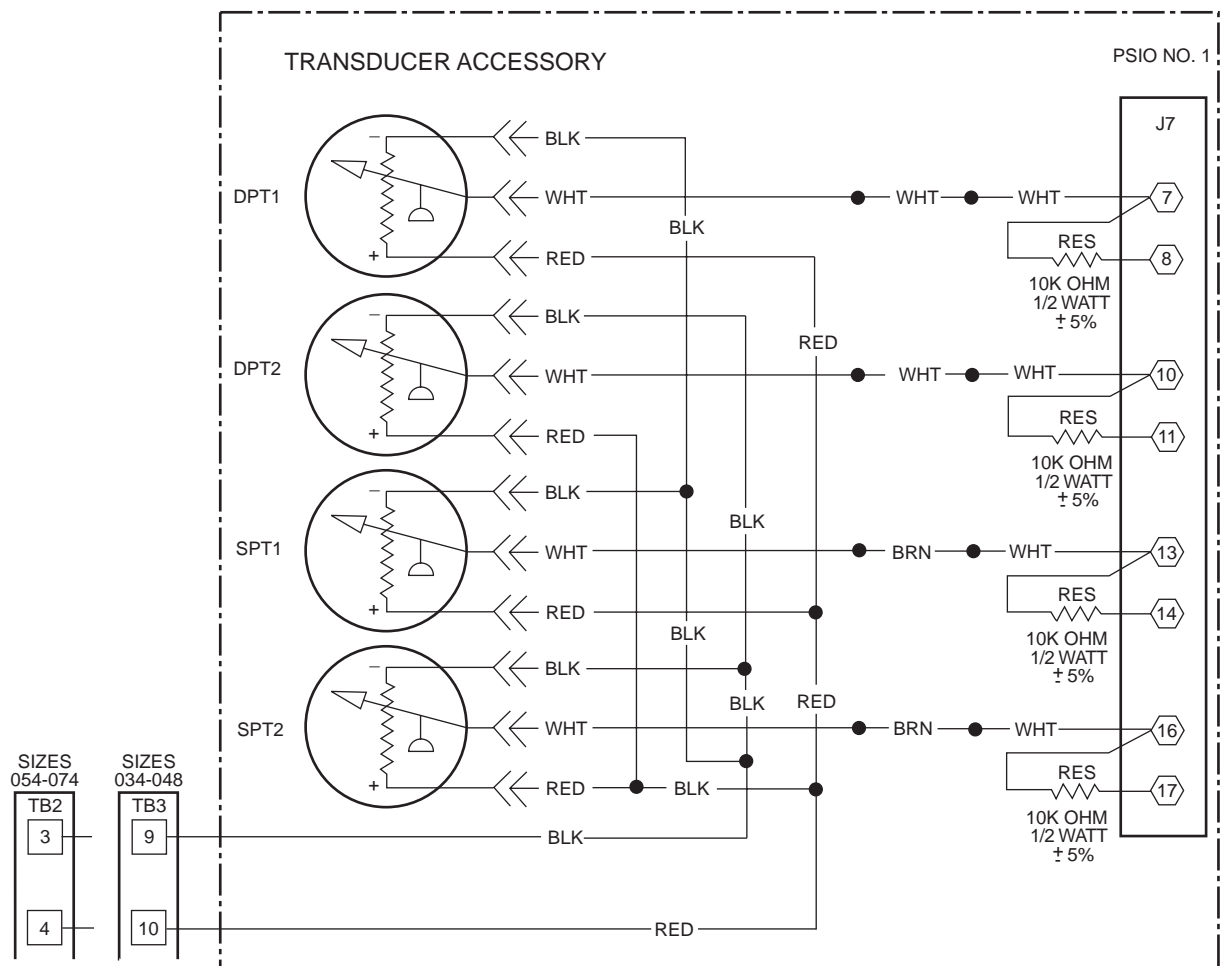 TRANSDUCER ACCESSORY
PSIO NO. 1
J7
BLK
DPT1
WHT
WHT
WHT
7
BLK
RED
RES
8
10K OHM
1/2 WATT
± 5%
BLK
RED
DPT2
WHT
WHT
WHT
10
RED
RES
11
10K OHM
1/2 WATT
± 5%
BLK
BLK
SPT1
WHT
BRN
WHT
13
RED
RES
14
BLK
10K OHM
1/2 WATT
± 5%
BLK
BLK
RED
SPT2
WHT
BRN
WHT
16
RED
BLK
RES
17
10K OHM
1/2 WATT
± 5%
SIZES
054-074
TB2
3
4
SIZES
034-048
TB3
9
10
BLK
RED
- 
+
- 
+
- 
+
- 
+